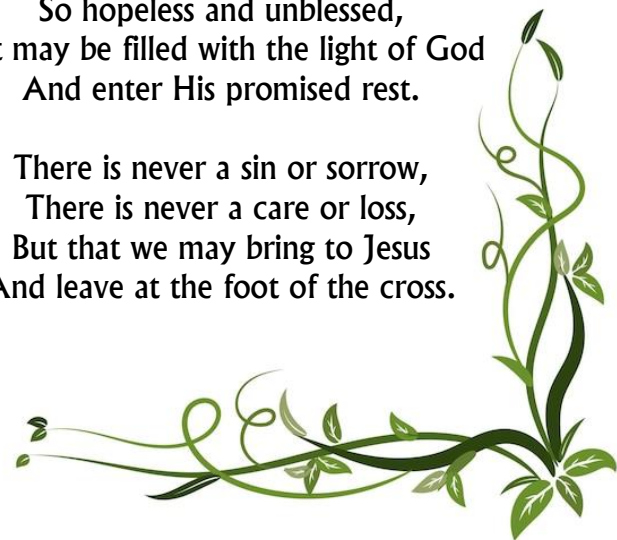 So hopeless and unblessed,
may be filled with the light of God
And enter His promised rest.
There is never a sin or sorrow,
There is never a care or loss,
But that we may bring to Jesus
And leave at the foot of the cross.